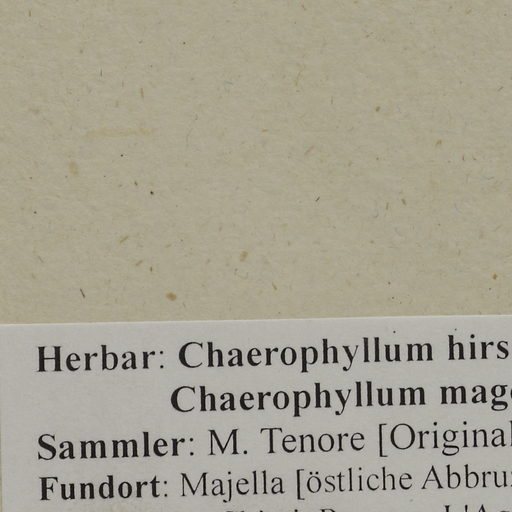 Herbar: Chaerophyllum hirs
Chaerophyllum mag
Sammler: M. Tenore [Original
Fundort: Majella [östliche Abbru